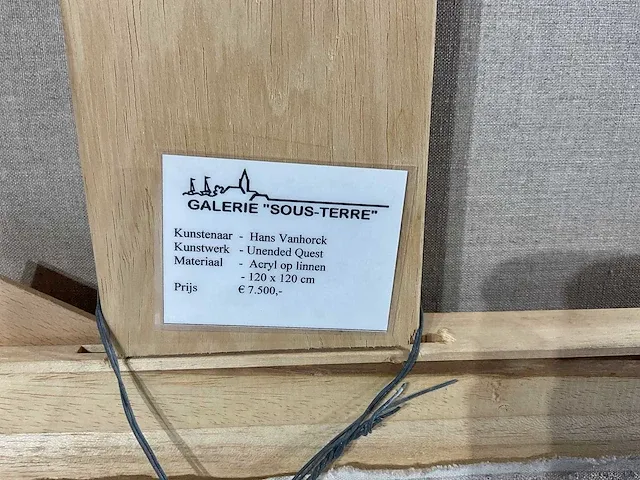 GALERIE "SOUS-TERRE"
Kunstenaar - Hans Vanhorck
Kunstwerk - Unended Quest
Materiaal - Acryl op linnen
- 120 x 120 cm
Prijs € 7.500,-